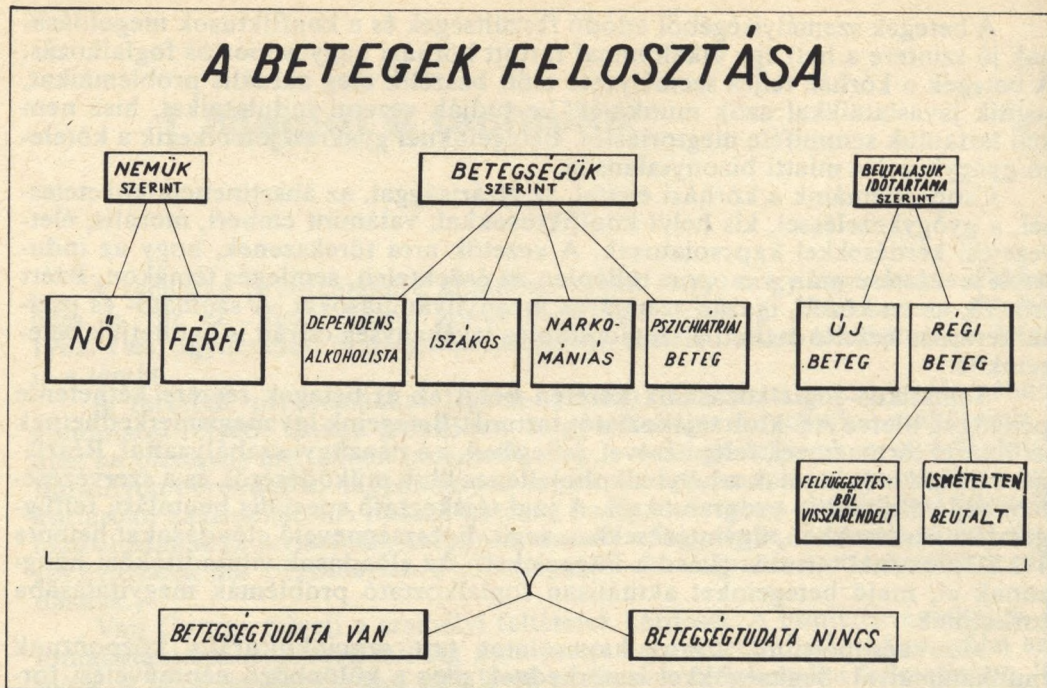 A BETEGEK FELOSZTÁSA
NEMÜK
SZERINT
BETEGSÉGÜK
SZERINT
BEUTALÁSUK
IDŐTARTAMA
SZERINT
NŐ
FÉRFI
DEPENDENS
ALKOHOLISTA
ISZÁKOS
NARKO-
MÁNIÁS
PSZICHIÁTRIAI
BETEG
ÚJ
BETEG
RÉGI
BETEG
FELFÜGGESZTÉS-
BŐL
VISSZARENDELT
ISMÉTELTEN
BEUTALT
BETEGSÉGTUDATA VAN
BETEGSÉGTUDATA NINCS